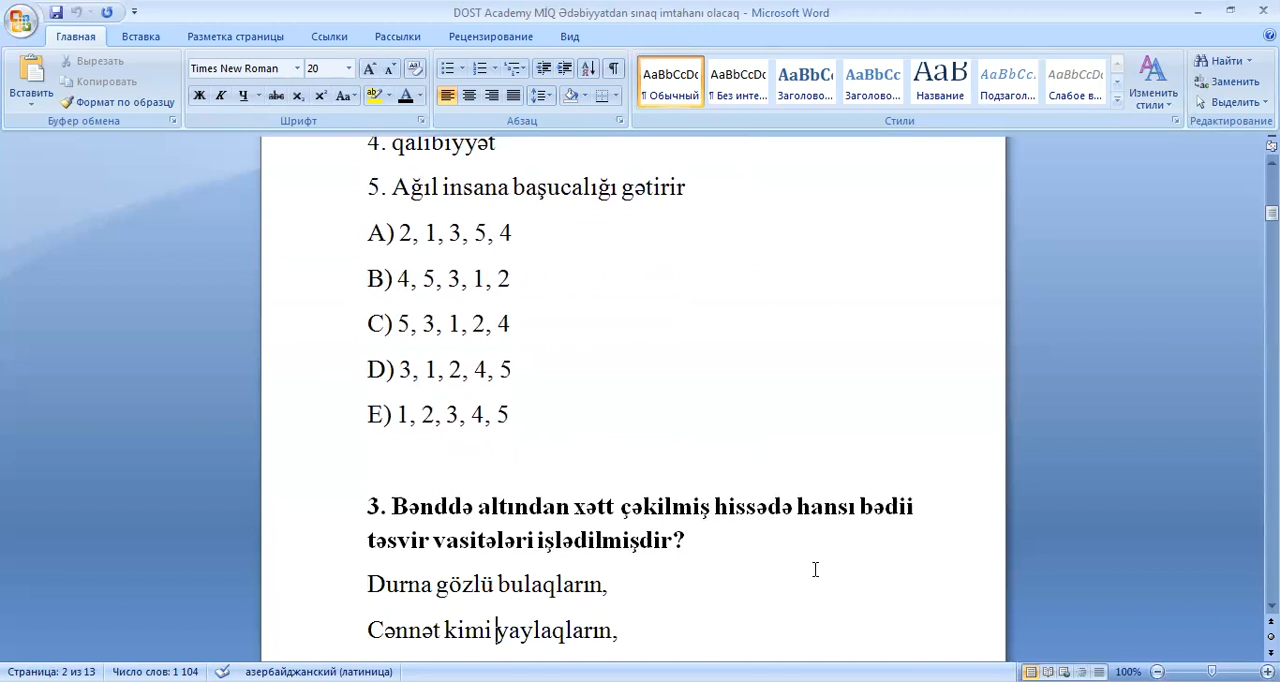 DOST Academy MİQ Ədəbiyyatdan sınaq imtahanı olacaq - Microsoft Word
Главная Вставка Разметка страницы Ссылки Рассылки Рецензирование Вид
Вставить
Вырезать
Копировать
Формат по образцу
Буфер обмена
Times New Roman 20
Ж К Ч abc x₂ x² Aa
Шрифт
Абзац
AaBbCcDc AaBbCcDc AaBbC AaBbCc AaB AaBbCc. AaBbCcDc
¶ Обычный ¶ Без инте... Заголово... Заголово... Название Подзагол... Слабое в...
Изменить стили
Стили
Найти
Заменить
Выделить
Редактирование
4. qalibiyyət
5. Ağıl insana başucalığı gətirir
A) 2, 1, 3, 5, 4
B) 4, 5, 3, 1, 2
C) 5, 3, 1, 2, 4
D) 3, 1, 2, 4, 5
E) 1, 2, 3, 4, 5
3. Bənddə altından xətt çəkilmiş hissədə hansı bədii
təsvir vasitələri işlədilmişdir?
Durna gözlü bulaqların,
Cənnət kimi yaylaqların,
Страница: 2 из 13 Число слов: 1 104 азербайджанский (латиница) 100%